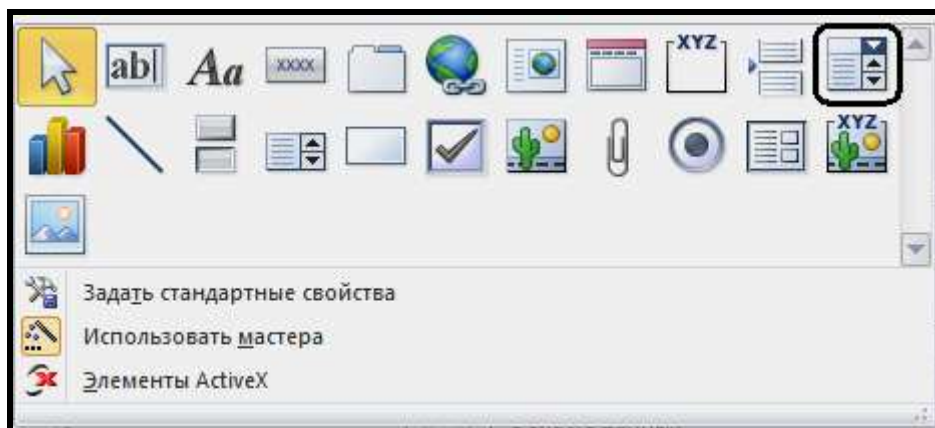 ab| Aa XXXX XYZ
XYZ
Задать стандартные свойства
Использовать мастера
Элементы ActiveX